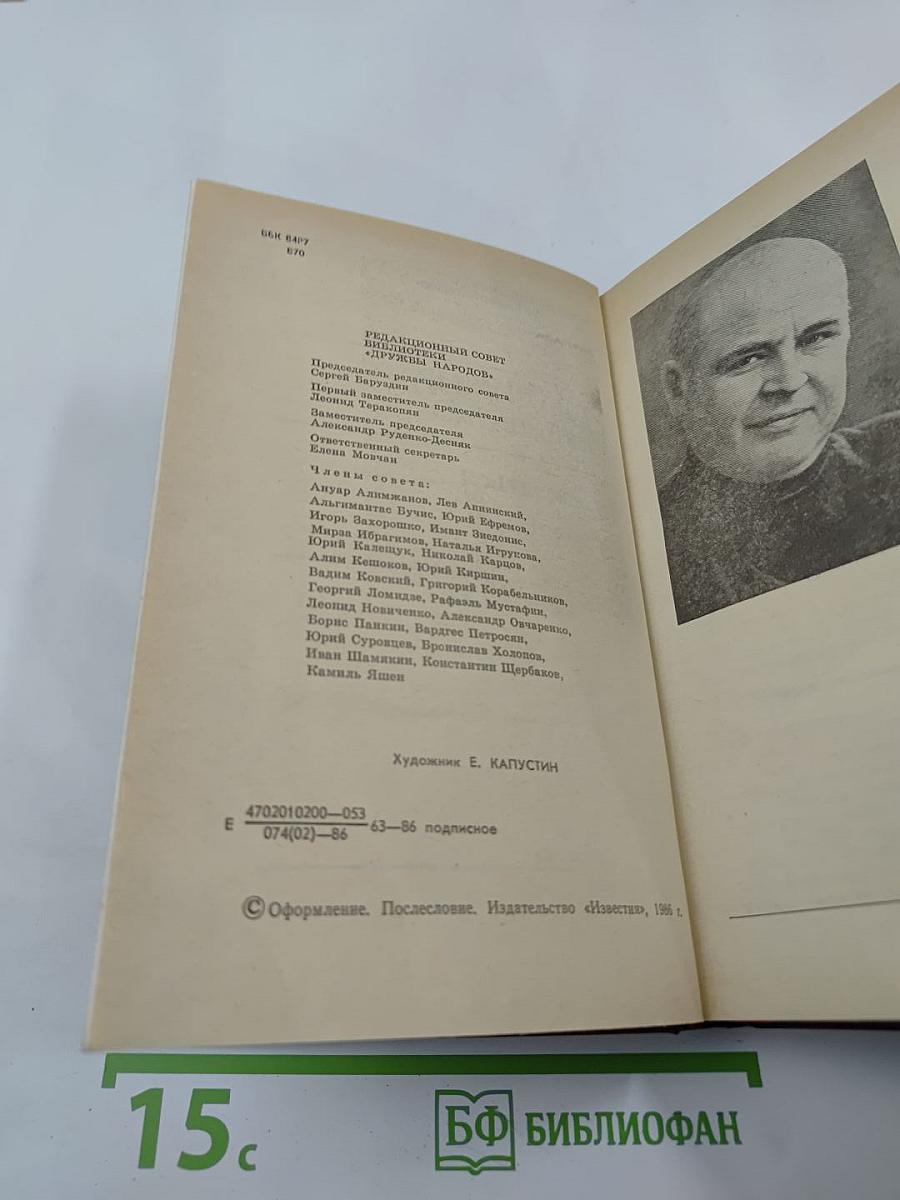 ББК 84Р7
Б70
РЕДАКЦИОННЫЙ СОВЕТ
БИБЛИОТЕКИ
«ДРУЖБЫ НАРОДОВ»
Председатель редакционного совета
Сергей Баруздин
Первый заместитель председателя
Леонид Теракопян
Заместитель председателя
Александр Руденко-Десняк
Ответственный секретарь
Елена Мовчан
Члены совета:
Ануар Алимжанов, Лев Аннинский,
Альгимантас Бучис, Юрий Ефремов,
Игорь Захорошко, Имант Зиедонис,
Мирза Ибрагимов, Наталья Игрукова,
Юрий Калещук, Николай Карцов,
Алим Кешоков, Юрий Киршин,
Вадим Ковский, Григорий Корабельников,
Георгий Ломидзе, Рафаэль Мустафин,
Леонид Новиченко, Александр Овчаренко,
Борис Панкин, Вардгес Петросян,
Юрий Суровцев, Бронислав Холопов,
Иван Шамякин, Константин Щербаков,
Камиль Яшен
Художник Е. КАПУСТИН
Е 4702010200—053
074(02)—86 63—86 подписное
© Оформление. Послесловие. Издательство «Известия», 1986 г.
15 с
БФ БИБЛИОФАН